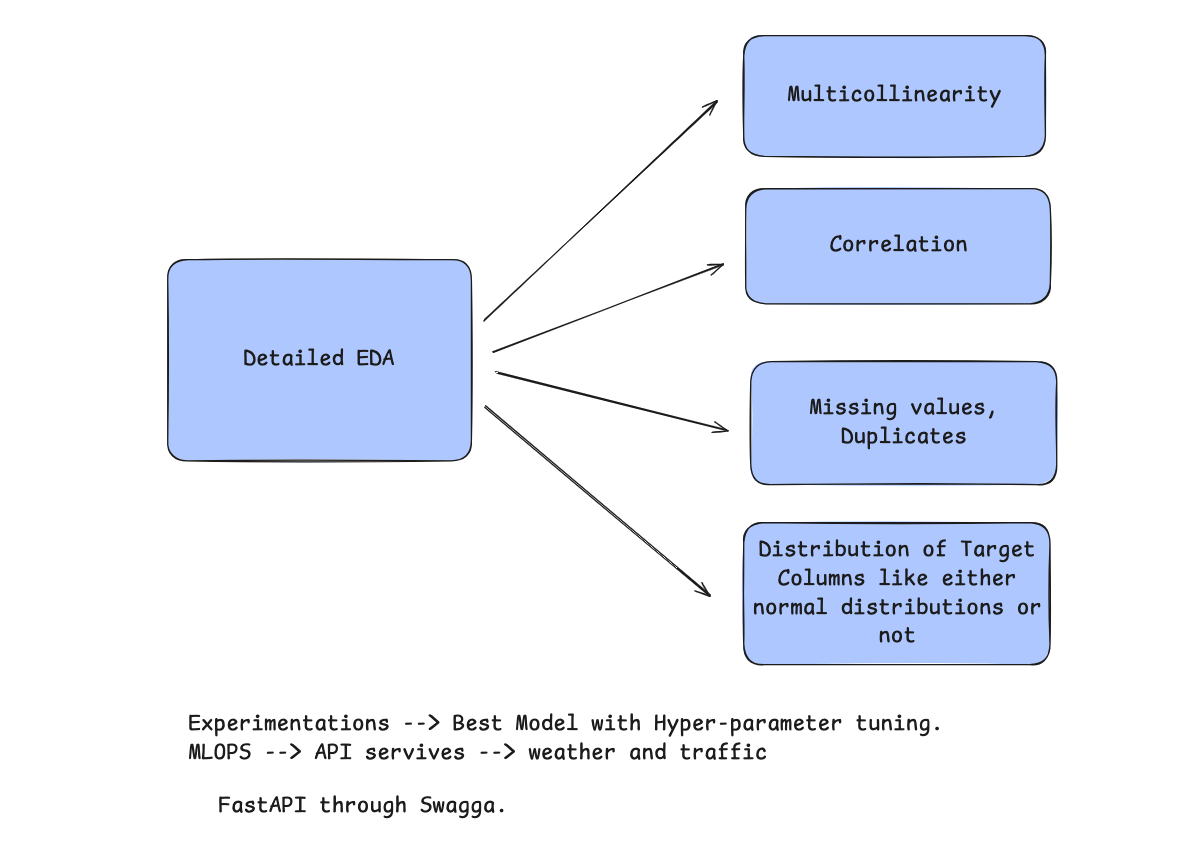 Multicollinearity
Correlation
Detailed EDA
Missing values,
Duplicates
Distribution of Target
Columns like either
normal distributions or
not
Experimentations --> Best Model with Hyper-parameter tuning.
MLOPS --> API servives --> weather and traffic
FastAPI through Swagga.